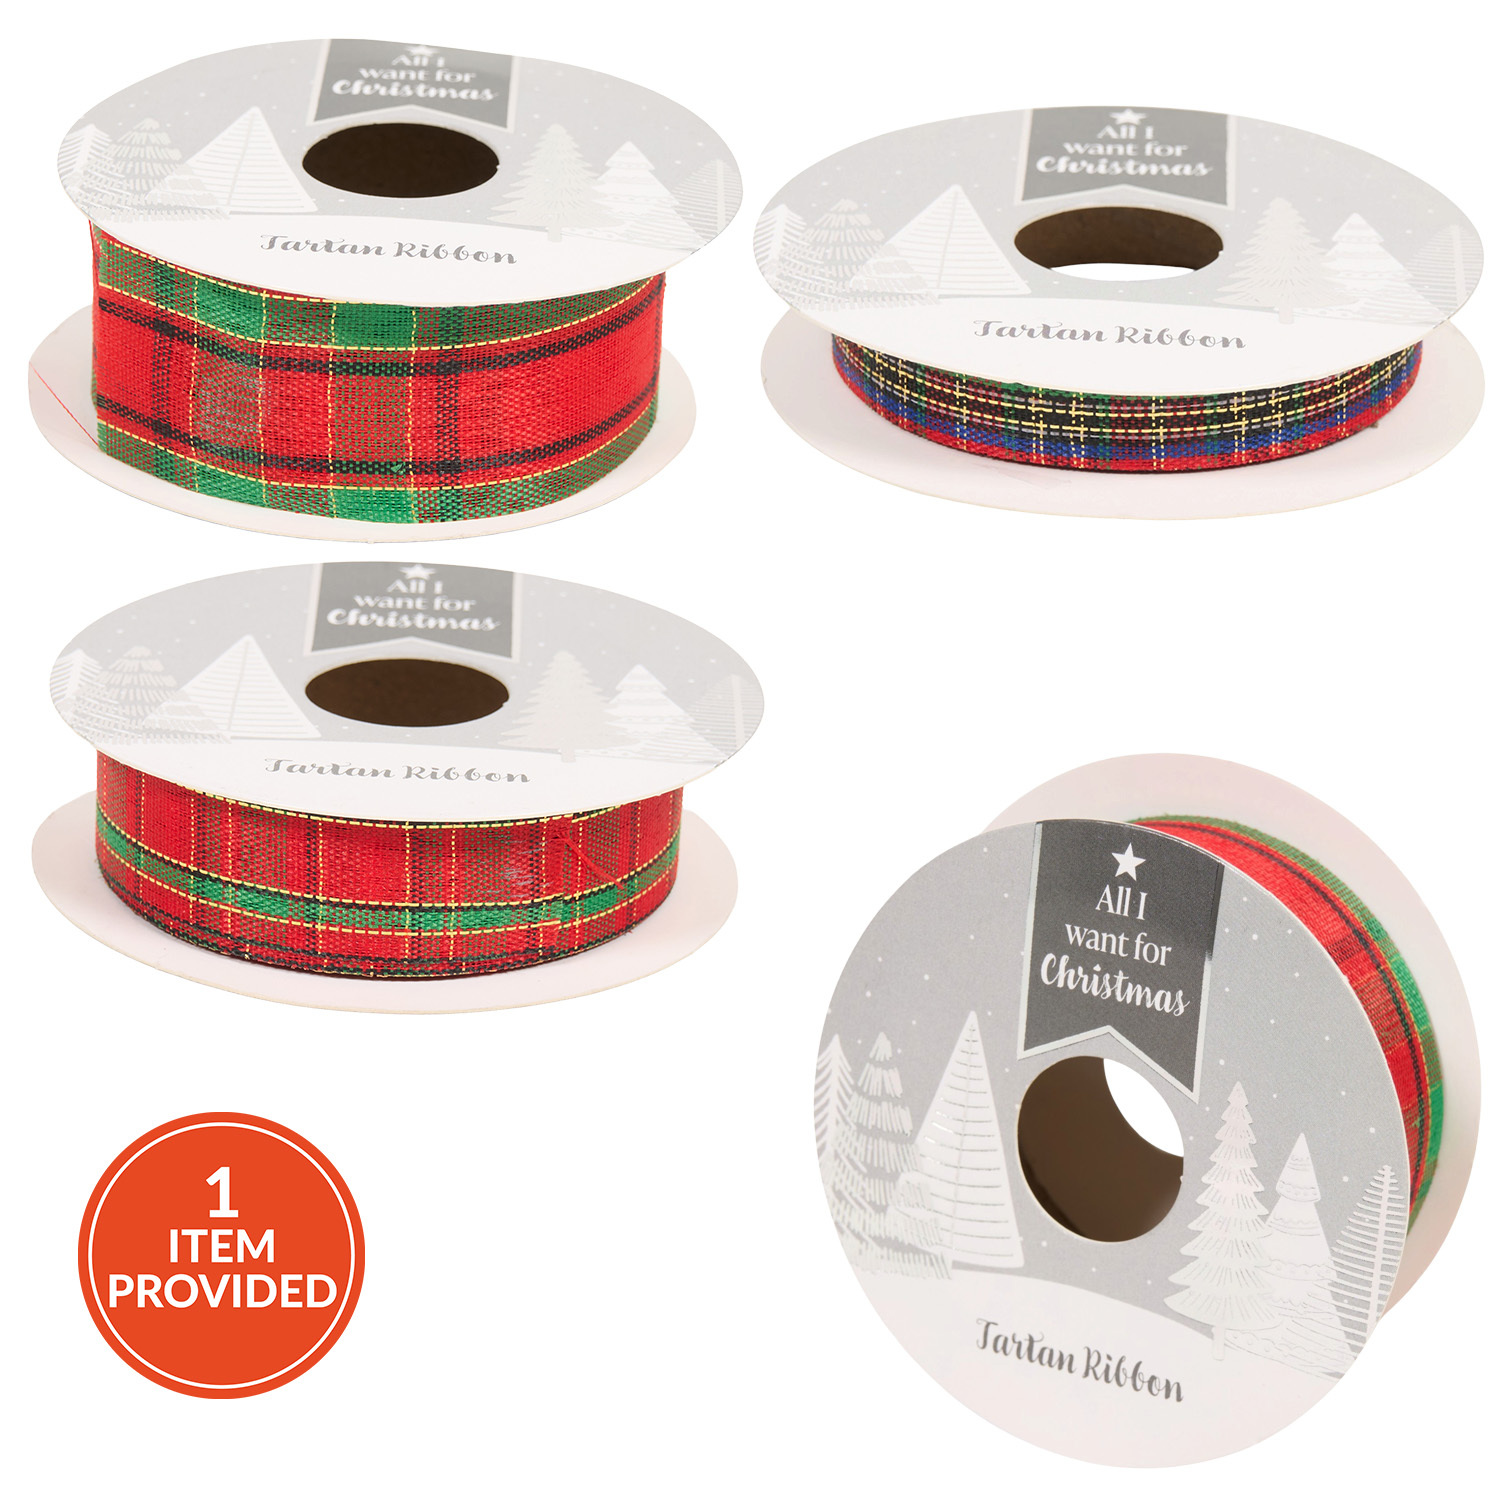 All I
want for
Christmas
Tartan Ribbon
All I
want for
Christmas
Tartan Ribbon
All I
want for
Christmas
Tartan Ribbon
All I
want for
Christmas
Tartan Ribbon
1
ITEM
PROVIDED